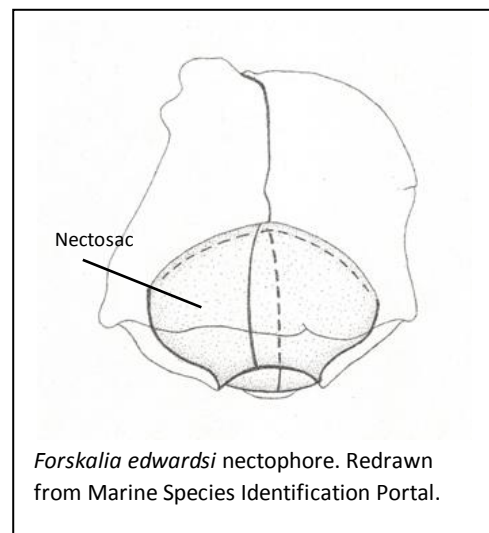 Nectosac
Forskalia edwardsi nectophore. Redrawn
from Marine Species Identification Portal.